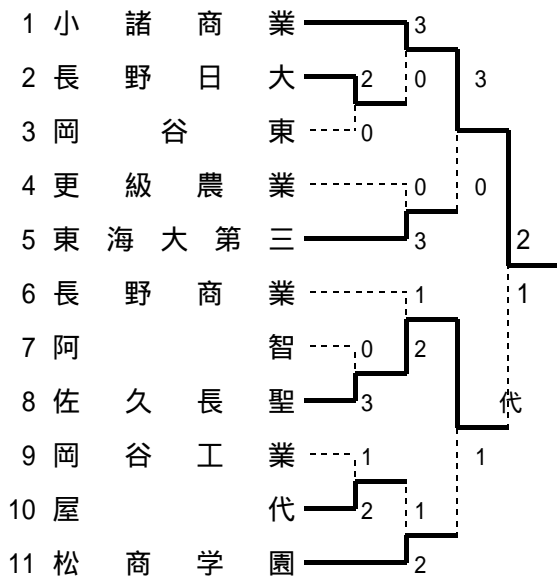 1 小諸商業 3
2 長野日大 2 0 3
3 岡谷東 0
4 更級農業 0 0
5 東海大第三 3 2
6 長野商業 1 1
7 阿智 0 2
8 佐久長聖 3 代
9 岡谷工業 1 1
10 屋代 2 1
11 松商学園 2